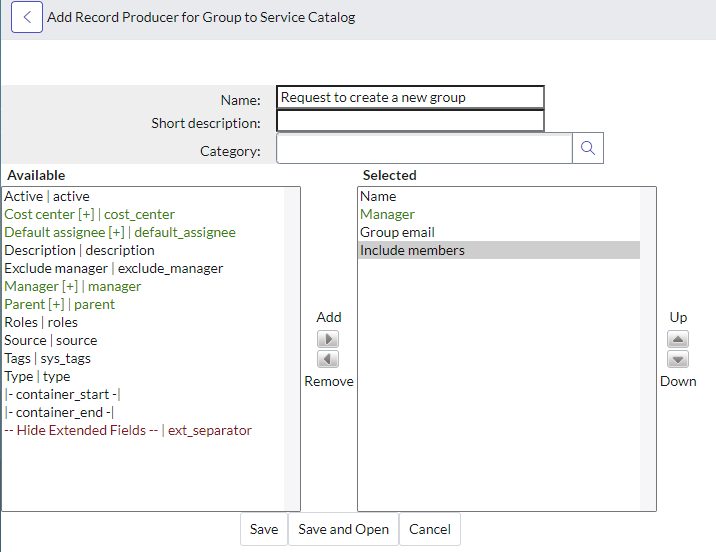 Add Record Producer for Group to Service Catalog
Name: Request to create a new group
Short description:
Category:
Available
Active | active
Cost center [+] | cost_center
Default assignee [+] | default_assignee
Description | description
Exclude manager | exclude_manager
Manager [+] | manager
Parent [+] | parent
Roles | roles
Source | source
Tags | sys_tags
Type | type
|- container_start -|
|- container_end -|
-- Hide Extended Fields -- | ext_separator
Add
Remove
Selected
Name
Manager
Group email
Include members
Up
Down
Save Save and Open Cancel